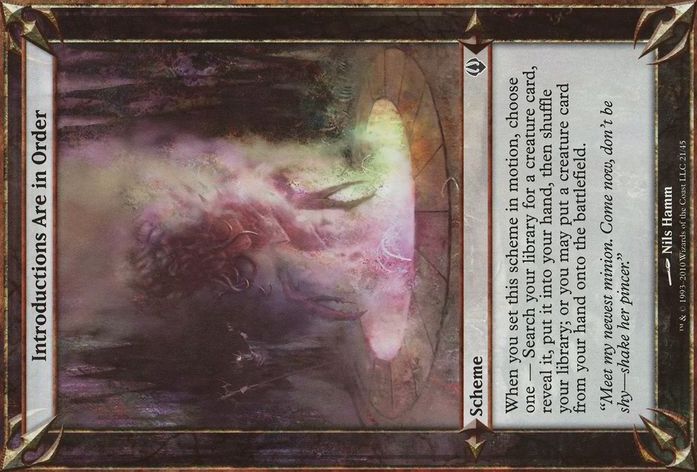 Introductions Are in Order
Scheme
When you set this scheme in motion, choose
one — Search your library for a creature card,
reveal it, put it into your hand, then shuffle
your library; or you may put a creature card
from your hand onto the battlefield.
"Meet my newest minion. Come now, don't be
shy—shake her pincer."
Nils Hamm
™ & © 1993–2010 Wizards of the Coast LLC 21/45